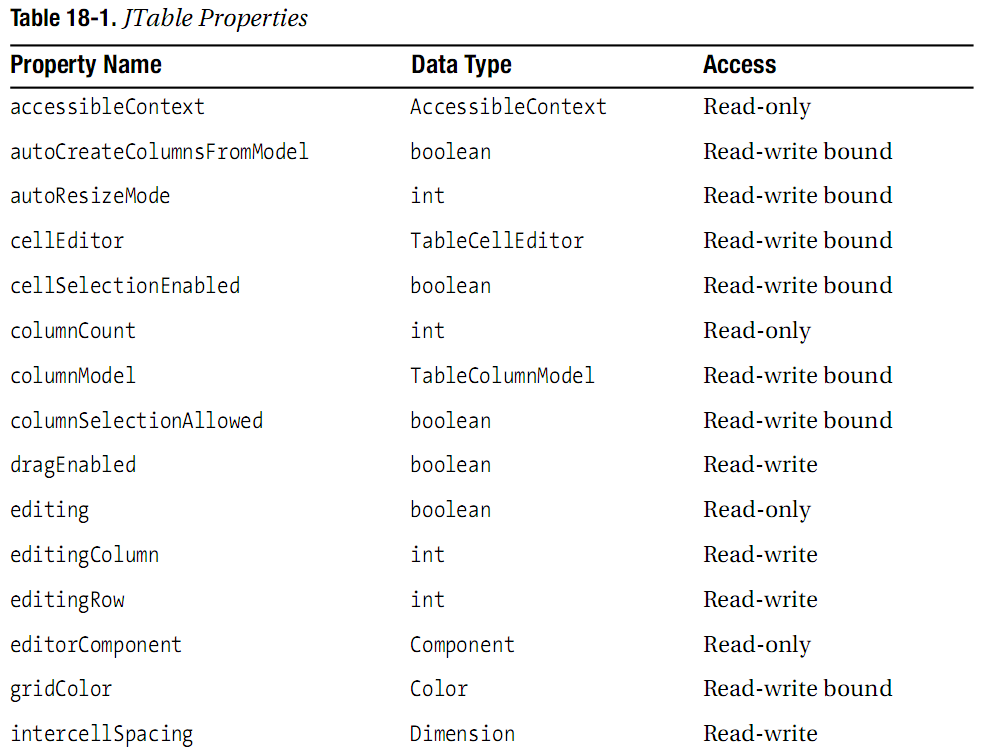 Table 18-1. JTable Properties
Property Name Data Type Access
accessibleContext AccessibleContext Read-only
autoCreateColumnsFromModel boolean Read-write bound
autoResizeMode int Read-write bound
cellEditor TableCellEditor Read-write bound
cellSelectionEnabled boolean Read-write bound
columnCount int Read-only
columnModel TableColumnModel Read-write bound
columnSelectionAllowed boolean Read-write bound
dragEnabled boolean Read-write
editing boolean Read-only
editingColumn int Read-write
editingRow int Read-write
editorComponent Component Read-only
gridColor Color Read-write bound
intercellSpacing Dimension Read-write